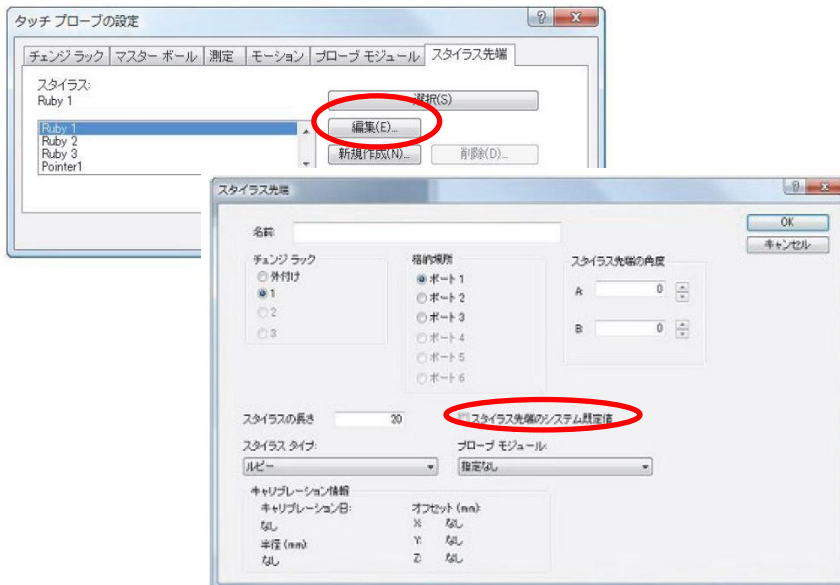 タッチ プローブの設定
チェンジ ラック マスター ボール 測定 モーション プローブ モジュール スタイラス先端
スタイラス:
Ruby 1
選択(S)
Ruby 1
Ruby 2
Ruby 3
Pointer1
編集(E)...
新規作成(N)... 削除(D)...
スタイラス先端
名前:
OK
キャンセル
チェンジ ラック
外付け
1
2
3
格納場所
ポート 1
ポート 2
ポート 3
ポート 4
ポート 5
ポート 6
スタイラス先端の角度
A: 0
B: 0
スタイラスの長さ 20 スタイラス先端のシステム既定値
スタイラス タイプ: プローブ モジュール:
ルビー 指定なし
キャリブレーション情報
キャリブレーション日:
なし
半径 (mm):
なし
オフセット (mm):
X: なし
Y: なし
Z: なし